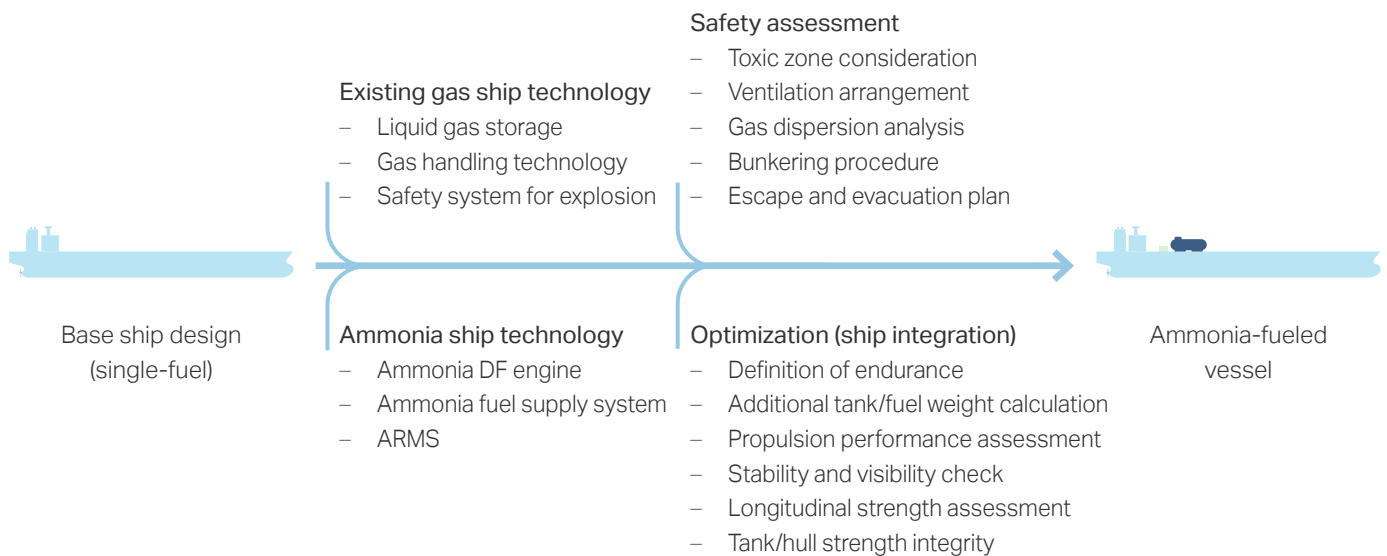 Base ship design
(single-fuel)
Existing gas ship technology
– Liquid gas storage
– Gas handling technology
– Safety system for explosion
Ammonia ship technology
– Ammonia DF engine
– Ammonia fuel supply system
– ARMS
Safety assessment
– Toxic zone consideration
– Ventilation arrangement
– Gas dispersion analysis
– Bunkering procedure
– Escape and evacuation plan
Optimization (ship integration)
– Definition of endurance
– Additional tank/fuel weight calculation
– Propulsion performance assessment
– Stability and visibility check
– Longitudinal strength assessment
– Tank/hull strength integrity
Ammonia-fueled
vessel